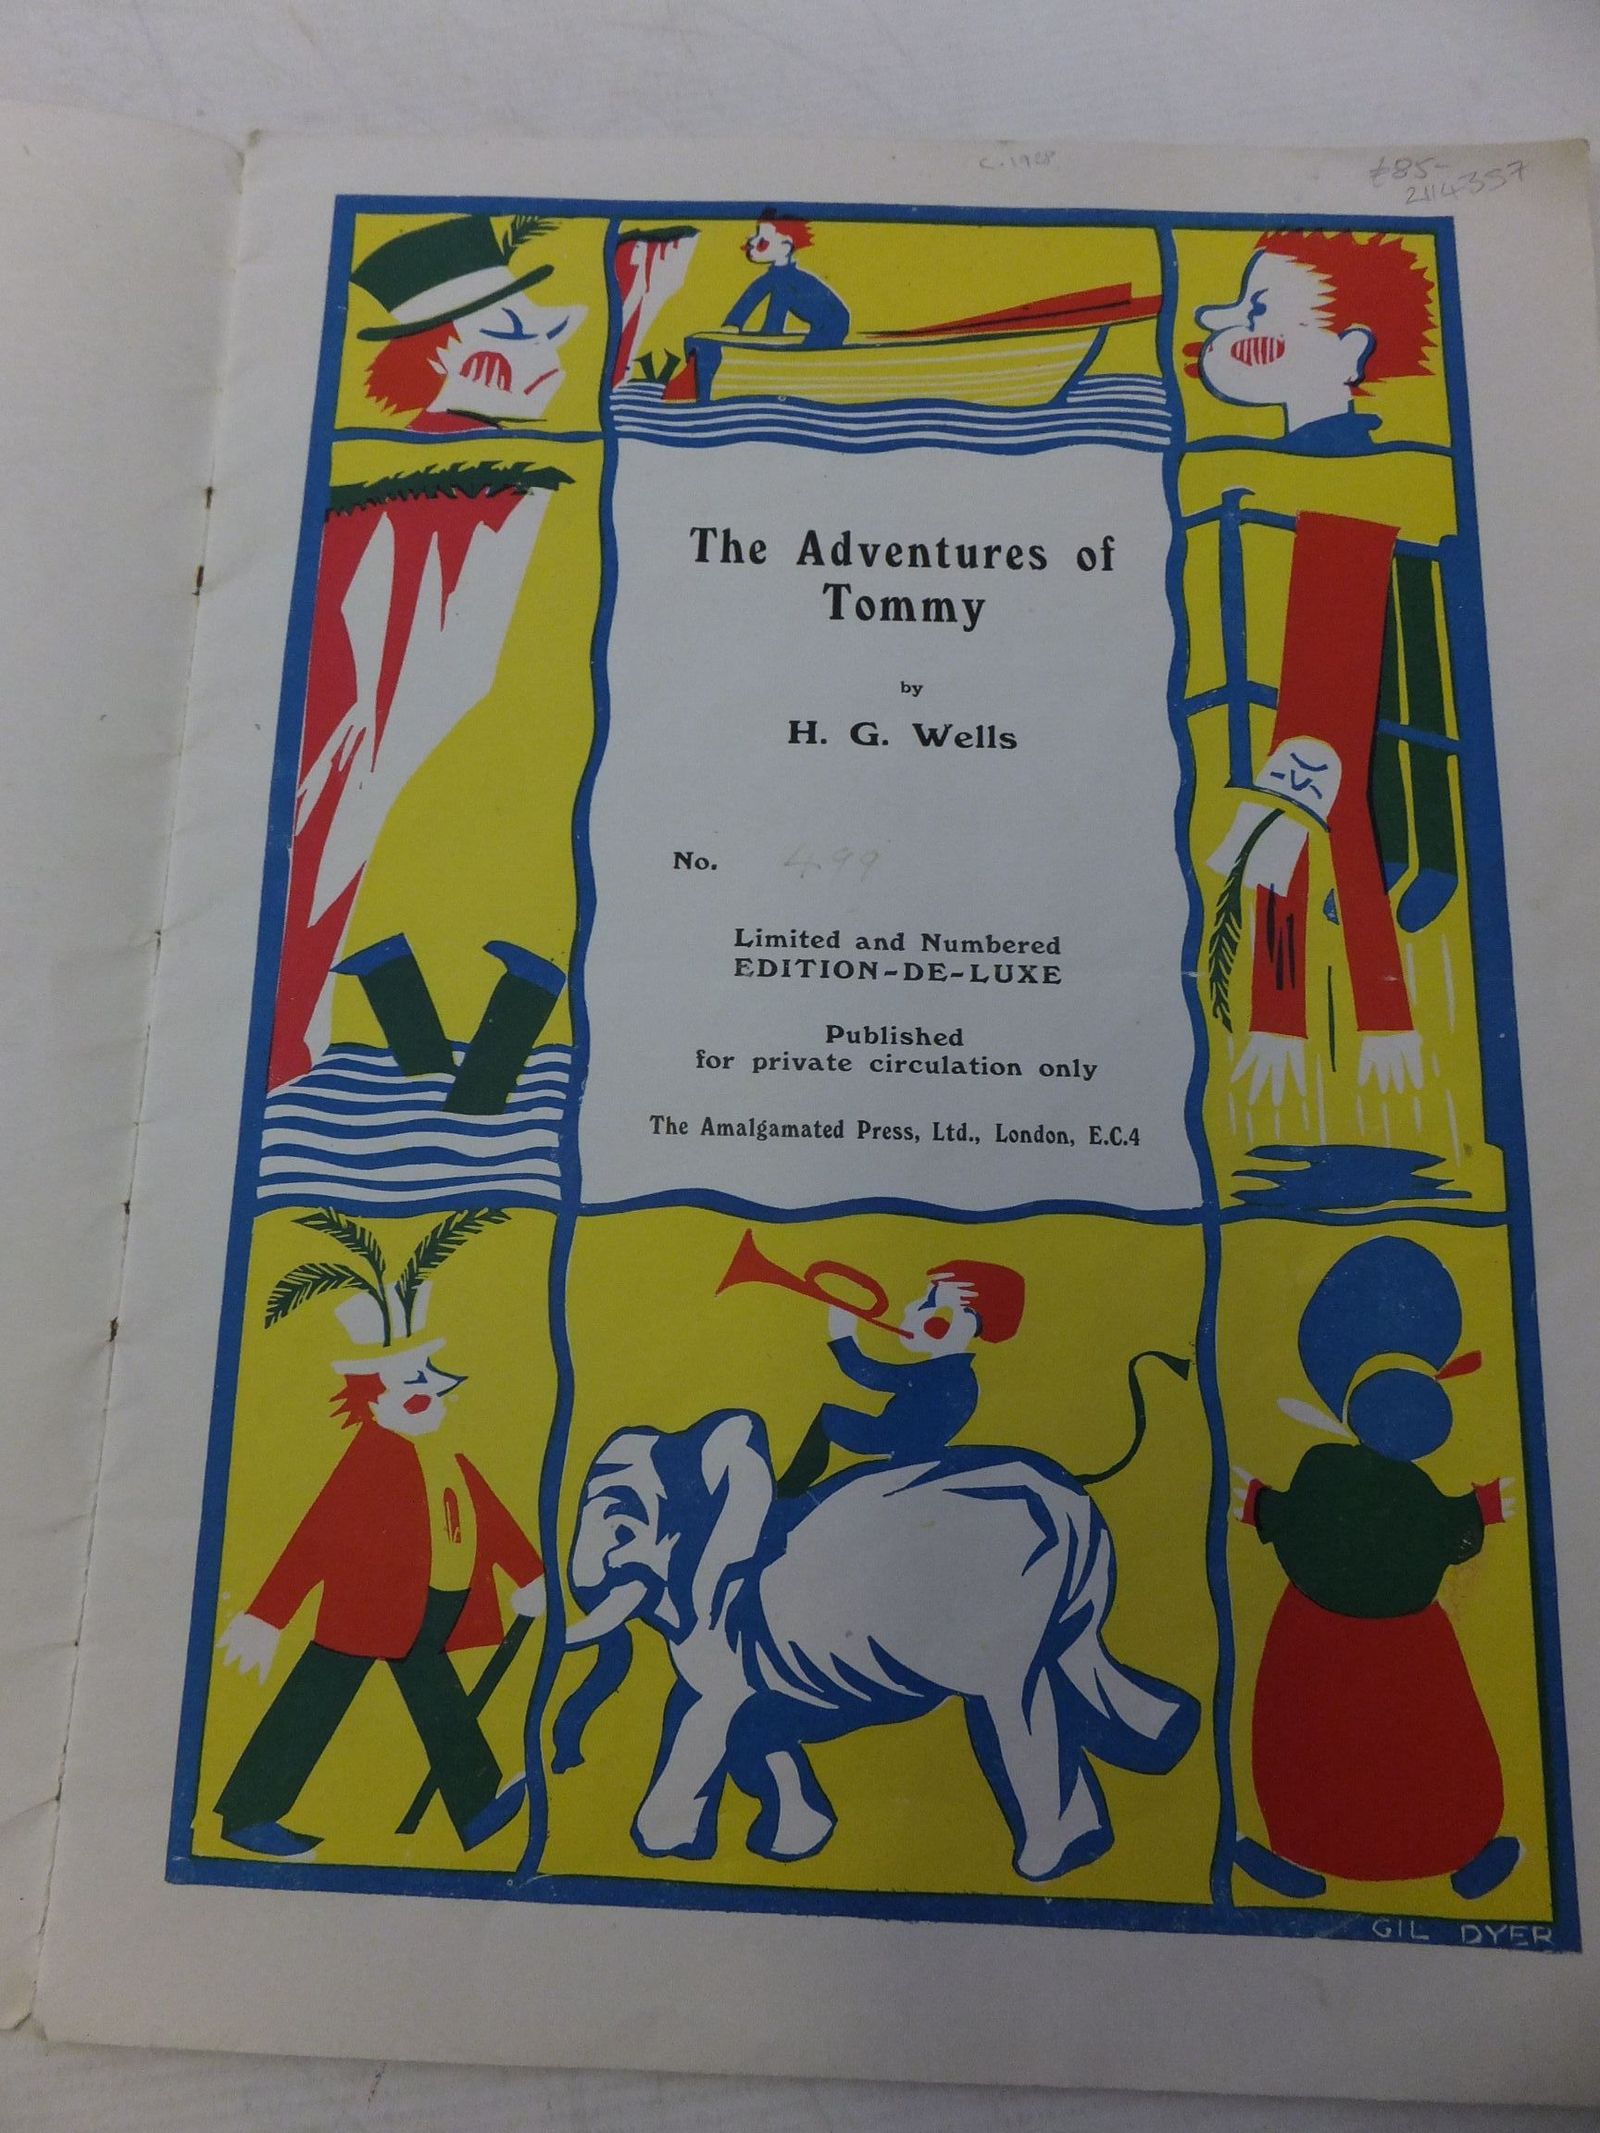 c.1928
£85-
2114357
The Adventures of
Tommy
by
H. G. Wells
No. 499
Limited and Numbered
EDITION-DE-LUXE
Published
for private circulation only
The Amalgamated Press, Ltd., London, E.C.4
GIL DYER